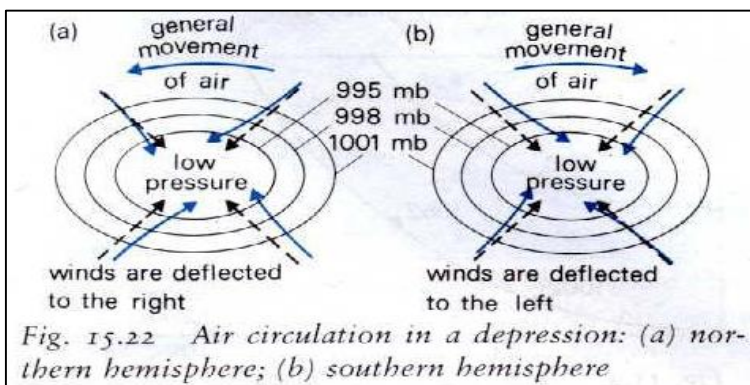 (a) general (b) general
movement movement
of air of air
995 mb
998 mb
1001 mb
low low
pressure pressure
winds are deflected winds are deflected
to the right to the left
Fig. 15.22 Air circulation in a depression: (a) nor-
thern hemisphere; (b) southern hemisphere